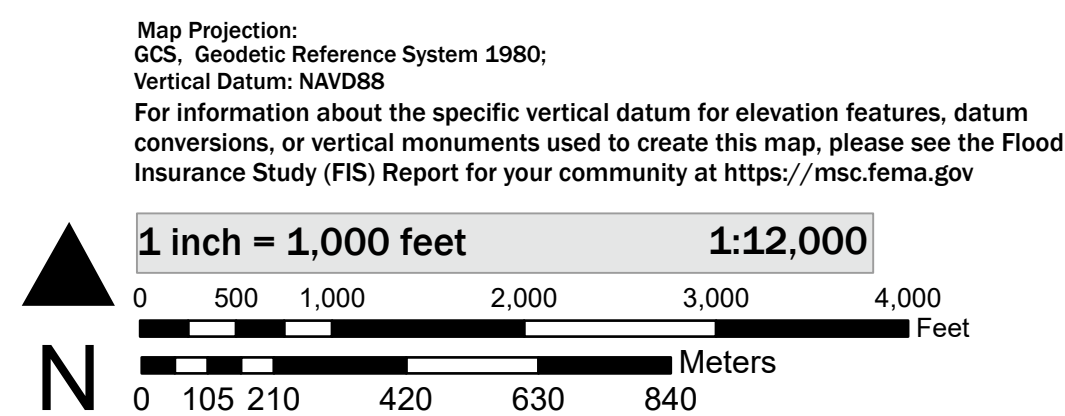 Map Projection:
GCS, Geodetic Reference System 1980;
Vertical Datum: NAVD88
For information about the specific vertical datum for elevation features, datum
conversions, or vertical monuments used to create this map, please see the Flood
Insurance Study (FIS) Report for your community at https://msc.fema.gov
1 inch = 1,000 feet 1:12,000
0 500 1,000 2,000 3,000 4,000
Feet
Meters
0 105 210 420 630 840
N